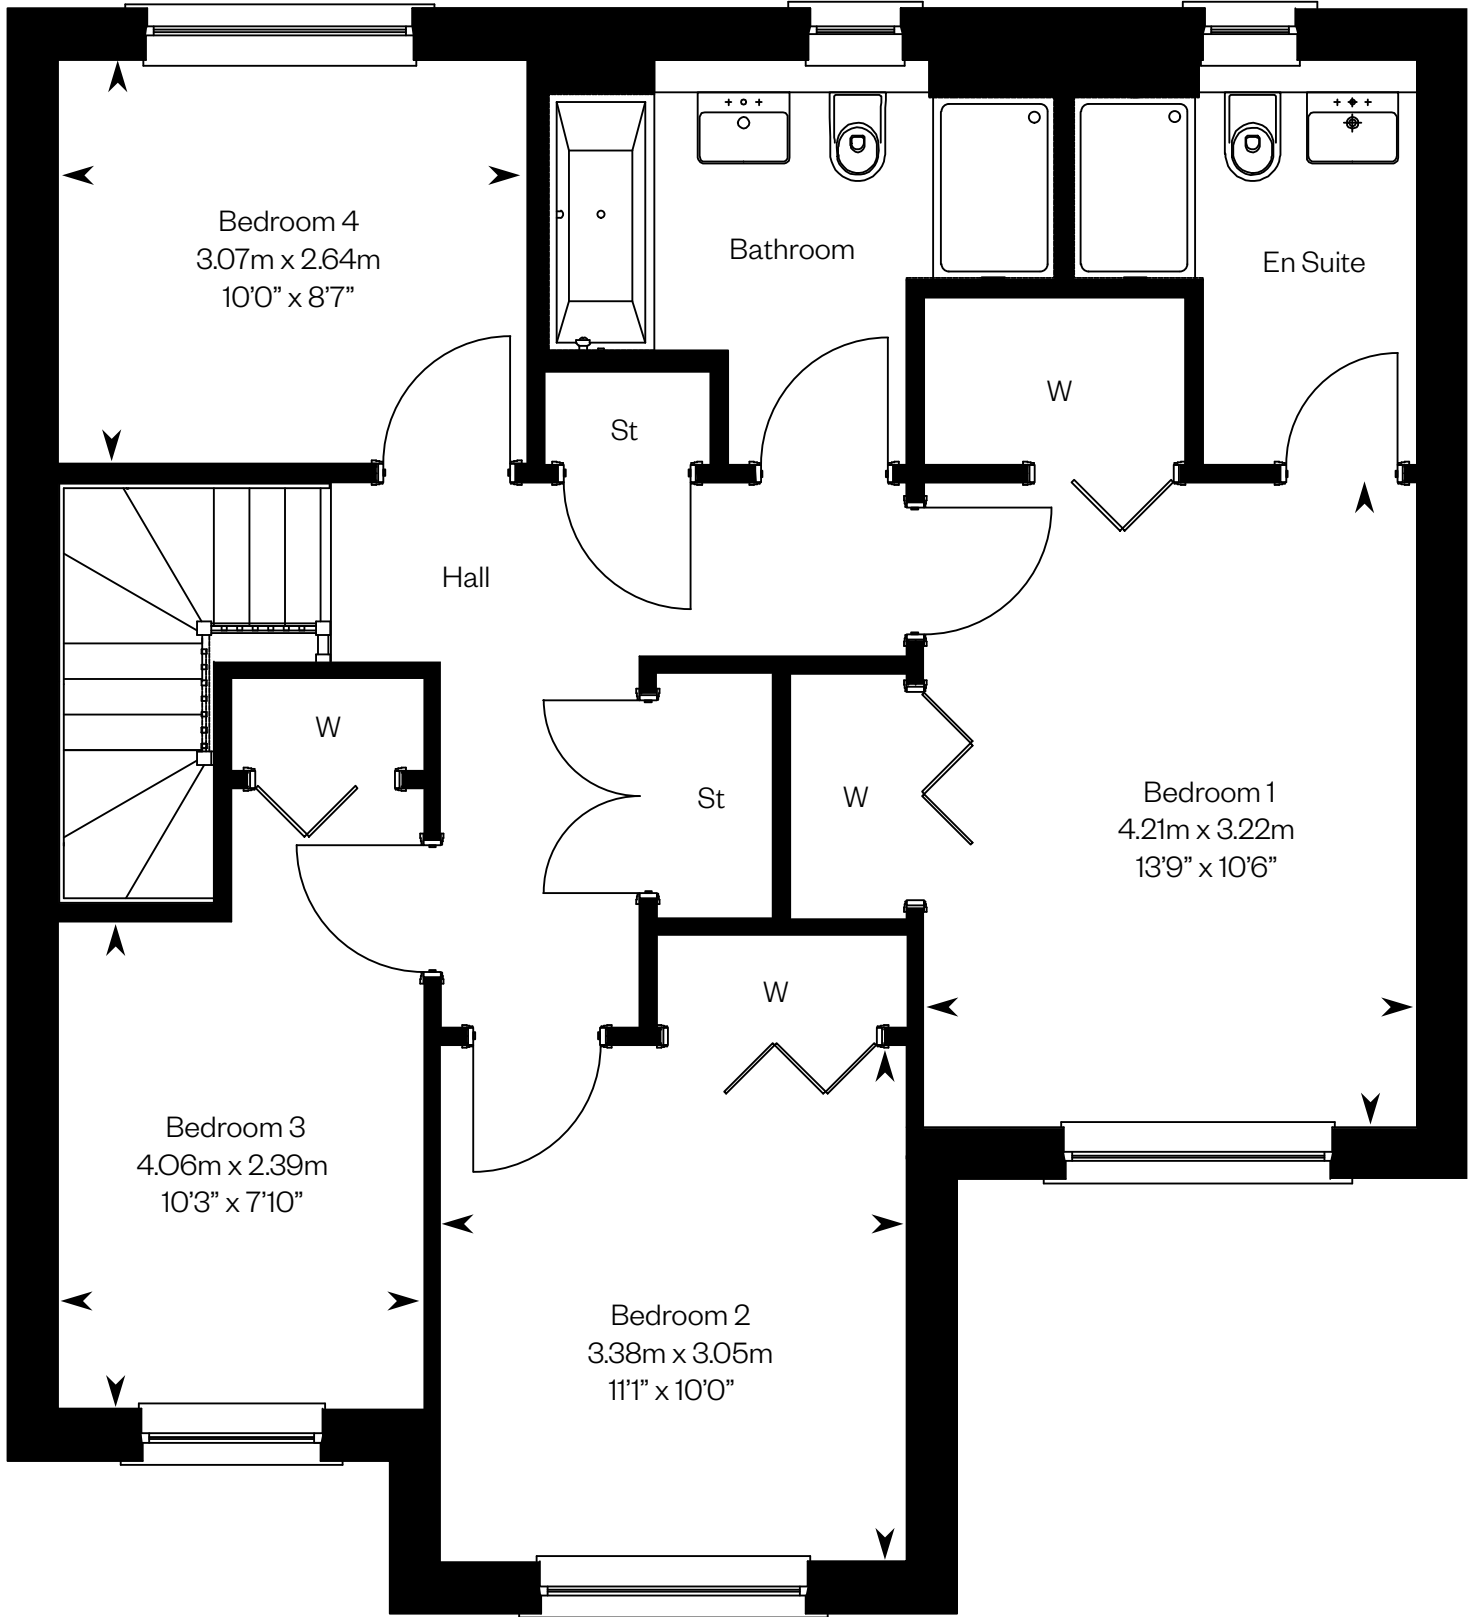 Bedroom 4
3.07m x 2.64m
10'0” x 8'7”
Bathroom
En Suite
W
St
Hall
W
St
W
Bedroom 1
4.21m x 3.22m
13'9” x 10'6”
W
Bedroom 3
4.06m x 2.39m
10'3” x 7'10”
Bedroom 2
3.38m x 3.05m
11'1” x 10'0”